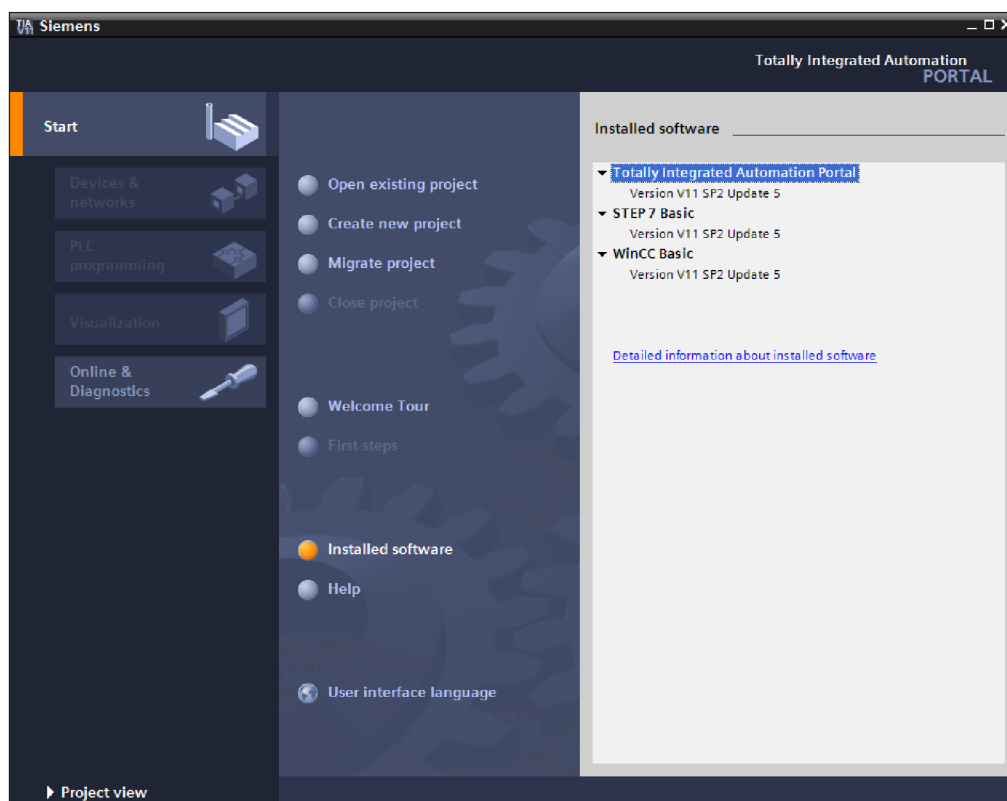 TIA V11 Siemens
Totally Integrated Automation
PORTAL
Start
Devices &
networks
PLC
programming
Visualization
Online &
Diagnostics
Open existing project
Create new project
Migrate project
Close project
Welcome Tour
First steps
Installed software
Help
User interface language
Installed software
Totally Integrated Automation Portal
Version V11 SP2 Update 5
STEP 7 Basic
Version V11 SP2 Update 5
WinCC Basic
Version V11 SP2 Update 5
Detailed information about installed software
Project view